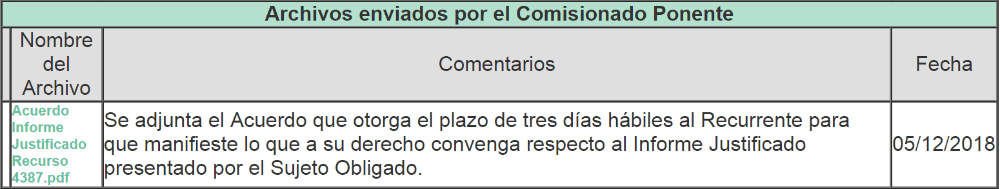 Archivos enviados por el Comisionado Ponente
Nombre
del
Archivo
Comentarios
Fecha
Acuerdo
Informe
Justificado
Recurso
4387.pdf
Se adjunta el Acuerdo que otorga el plazo de tres días hábiles al Recurrente para
que manifieste lo que a su derecho convenga respecto al Informe Justificado
presentado por el Sujeto Obligado.
05/12/2018